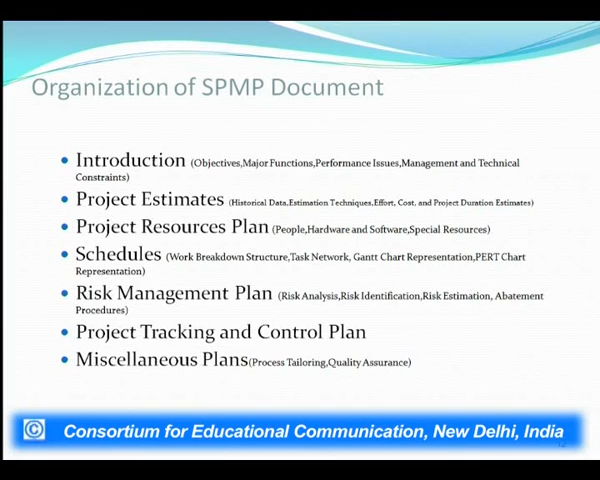 Organization of SPMP Document
• Introduction (Objectives,Major Functions,Performance Issues,Management and Technical
Constraints)
• Project Estimates (Historical Data,Estimation Techniques,Effort, Cost, and Project Duration Estimates)
• Project Resources Plan (People,Hardware and Software,Special Resources)
• Schedules (Work Breakdown Structure,Task Network, Gantt Chart Representation,PERT Chart
Representation)
• Risk Management Plan (Risk Analysis,Risk Identification,Risk Estimation, Abatement
Procedures)
• Project Tracking and Control Plan
• Miscellaneous Plans(Process Tailoring,Quality Assurance)
© Consortium for Educational Communication, New Delhi, India